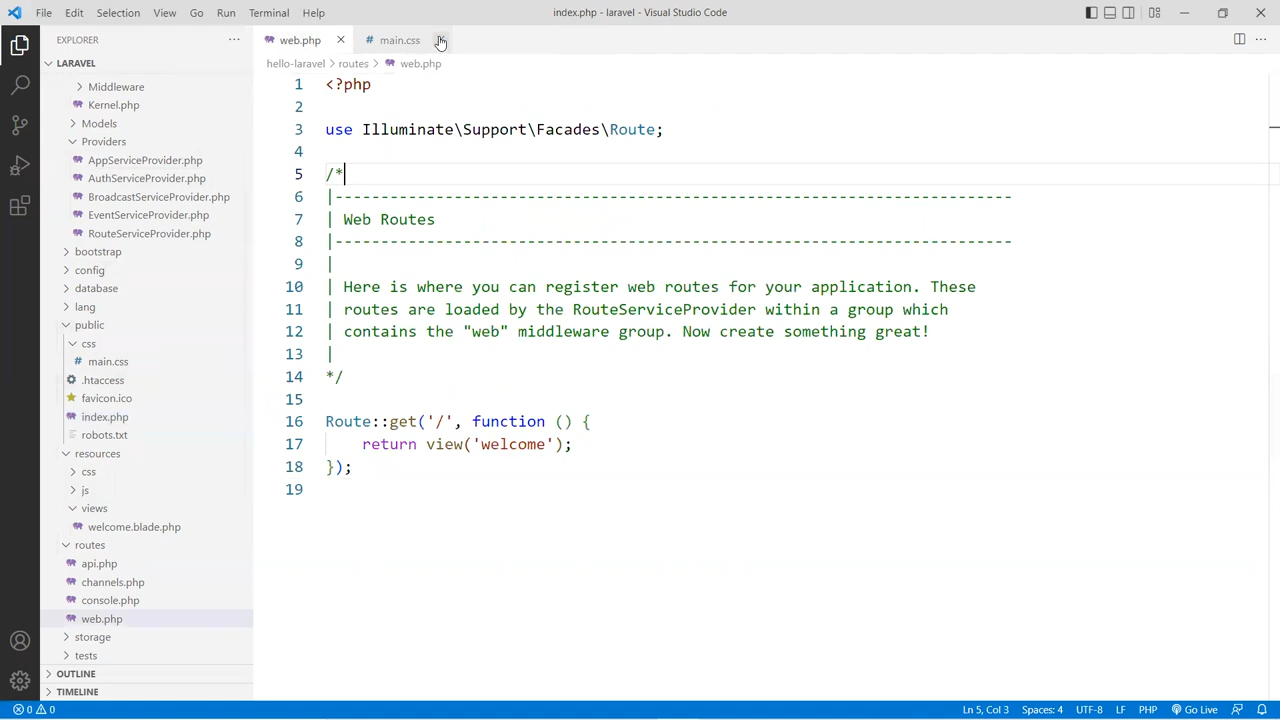 File Edit Selection View Go Run Terminal Help
index.php - laravel - Visual Studio Code
EXPLORER
LARAVEL
Middleware
Kernel.php
Models
Providers
AppServiceProvider.php
AuthServiceProvider.php
BroadcastServiceProvider.php
EventServiceProvider.php
RouteServiceProvider.php
bootstrap
config
database
lang
public
css
main.css
.htaccess
favicon.ico
index.php
robots.txt
resources
css
js
views
welcome.blade.php
routes
api.php
channels.php
console.php
web.php
storage
tests
OUTLINE
TIMELINE
web.php
main.css
hello-laravel > routes > web.php
1 <?php
2
3 use Illuminate\Support\Facades\Route;
4
5 /*
6 |--------------------------------------------------------------------------
7 | Web Routes
8 |--------------------------------------------------------------------------
9 |
10 | Here is where you can register web routes for your application. These
11 | routes are loaded by the RouteServiceProvider within a group which
12 | contains the "web" middleware group. Now create something great!
13 |
14 */
15
16 Route::get('/', function () {
17     return view('welcome');
18 });
19
0 0
Ln 5, Col 3 Spaces: 4 UTF-8 LF PHP Go Live